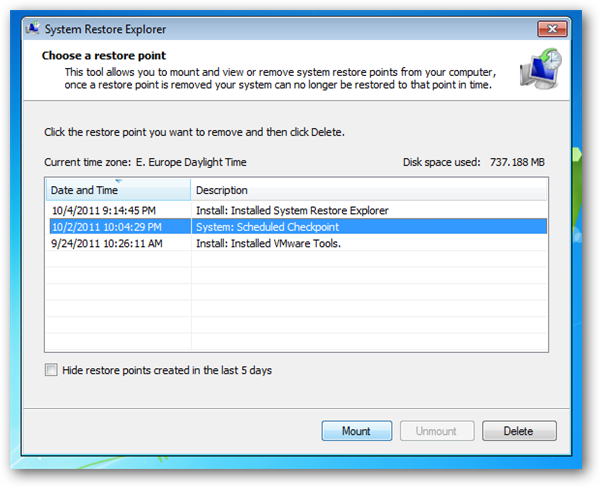 System Restore Explorer
Choose a restore point
This tool allows you to mount and view or remove system restore points from your computer,
once a restore point is removed your system can no longer be restored to that point in time.
Click the restore point you want to remove and then click Delete.
Current time zone: E. Europe Daylight Time Disk space used: 737.188 MB
Date and Time Description
10/4/2011 9:14:45 PM Install: Installed System Restore Explorer
10/2/2011 10:04:29 PM System: Scheduled Checkpoint
9/24/2011 10:26:11 AM Install: Installed VMware Tools.
Hide restore points created in the last 5 days
Mount Unmount Delete